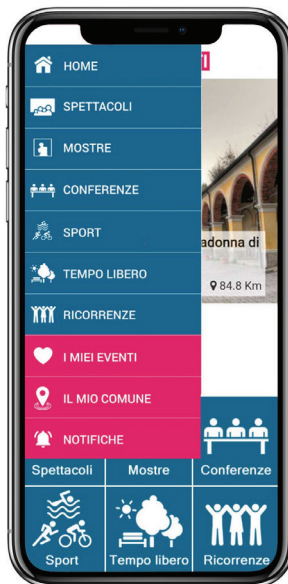 HOME
SPETTACOLI
MOSTRE
CONFERENZE
SPORT
adonna di
TEMPO LIBERO
84.8 Km
RICORRENZE
I MIEI EVENTI
IL MIO COMUNE
NOTIFICHE
Spettacoli Mostre Conferenze
Sport Tempo libero Ricorrenze